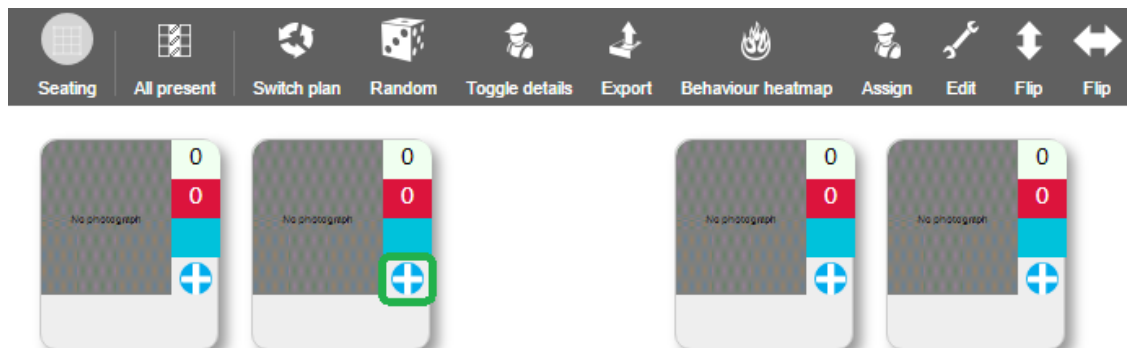 Seating All present Switch plan Random Toggle details Export Behaviour heatmap Assign Edit Flip Flip
0 0 0 0
0 0 0 0
No photograph No photograph No photograph No photograph